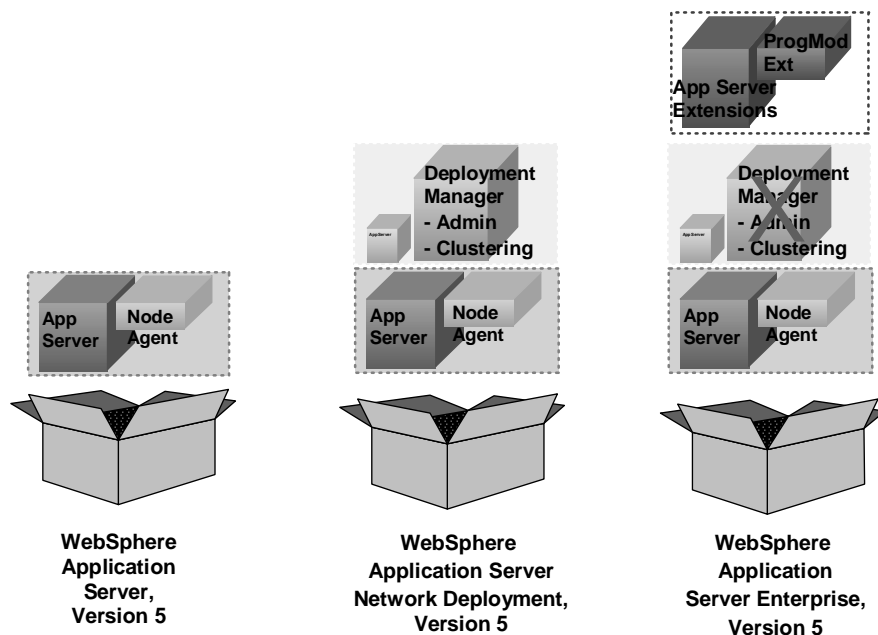 App
Server
Node
Agent
WebSphere
Application
Server,
Version 5
Deployment
Manager
- Admin
- Clustering
AppServer
App
Server
Node
Agent
WebSphere
Application Server
Network Deployment,
Version 5
ProgMod
Ext
App Server
Extensions
Deployment
Manager
- Admin
- Clustering
AppServer
App
Server
Node
Agent
WebSphere
Application
Server Enterprise,
Version 5